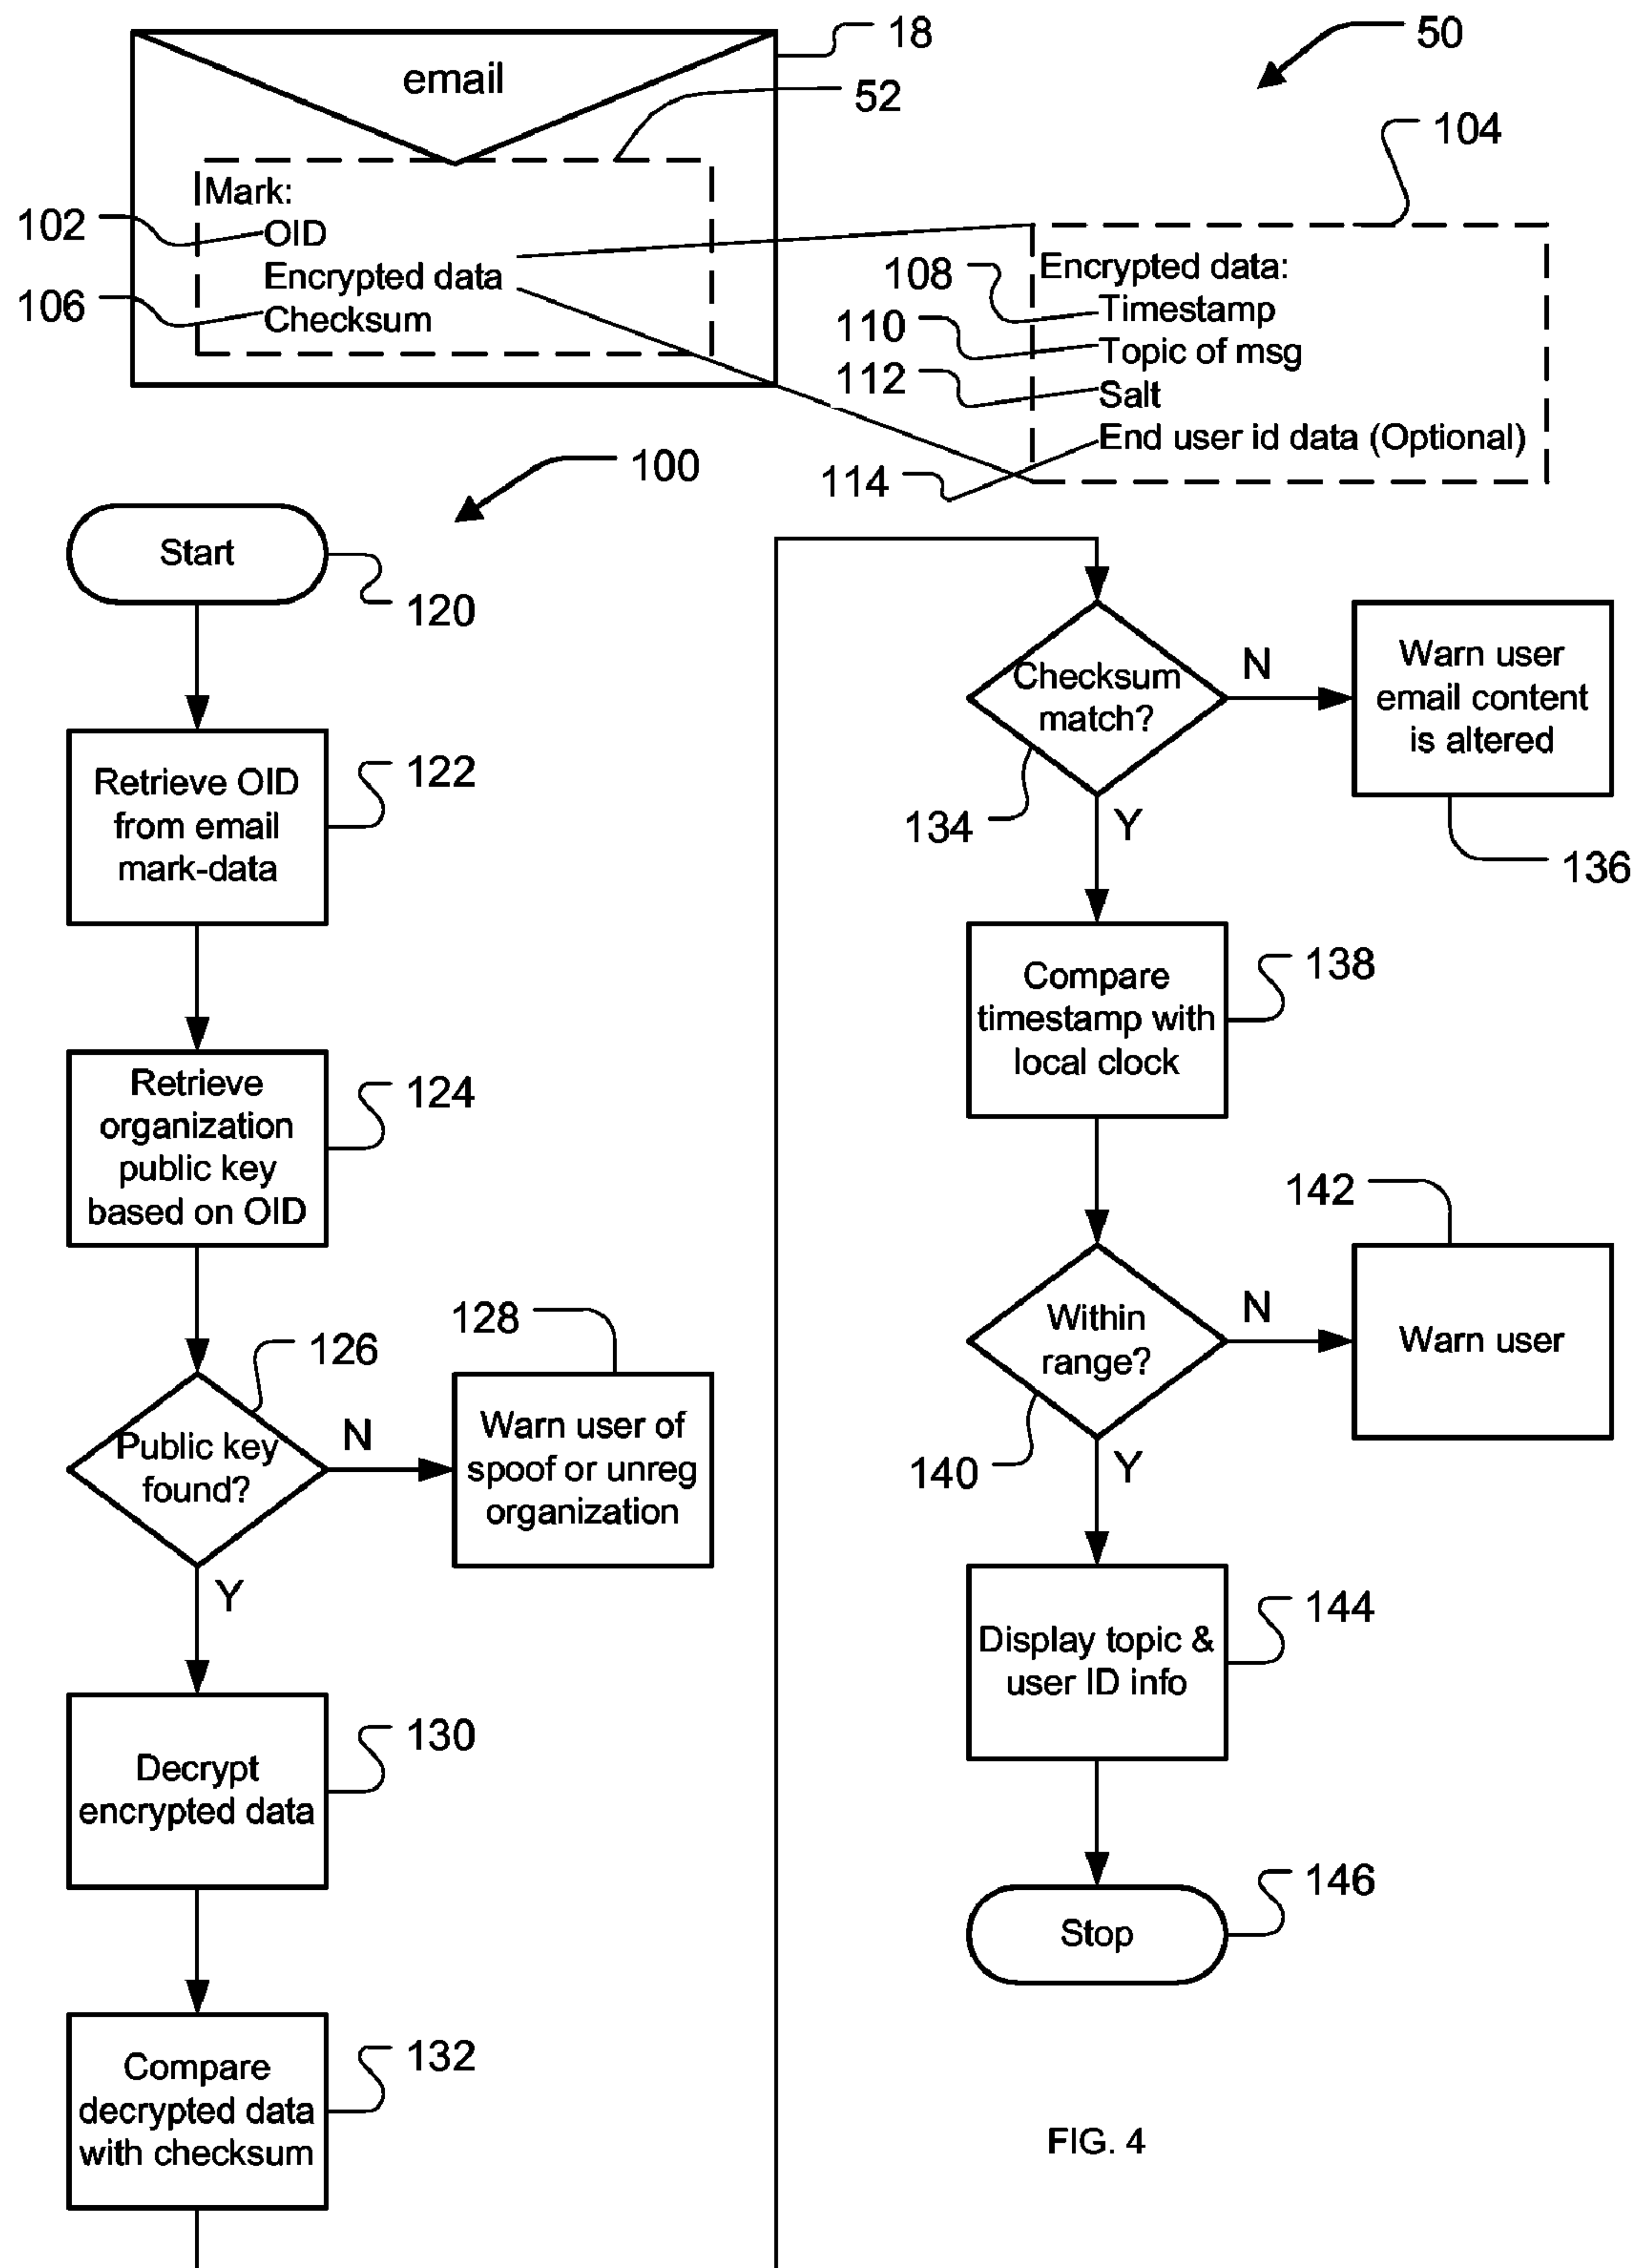 email
18
50
52
104
Mark:
102
OID
Encrypted data
106
Checksum
Encrypted data:
108
Timestamp
110
Topic of msg
112
Salt
End user id data (Optional)
114
100
Start
120
Retrieve OID
from email
mark-data
122
Retrieve
organization
public key
based on OID
124
126
Public key
found?
N
128
Warn user of
spoof or unreg
organization
Y
Decrypt
encrypted data
130
Compare
decrypted data
with checksum
132
Checksum
match?
134
N
Warn user
email content
is altered
136
Y
Compare
timestamp with
local clock
138
Within
range?
140
N
142
Warn user
Y
Display topic &
user ID info
144
Stop
146
FIG. 4